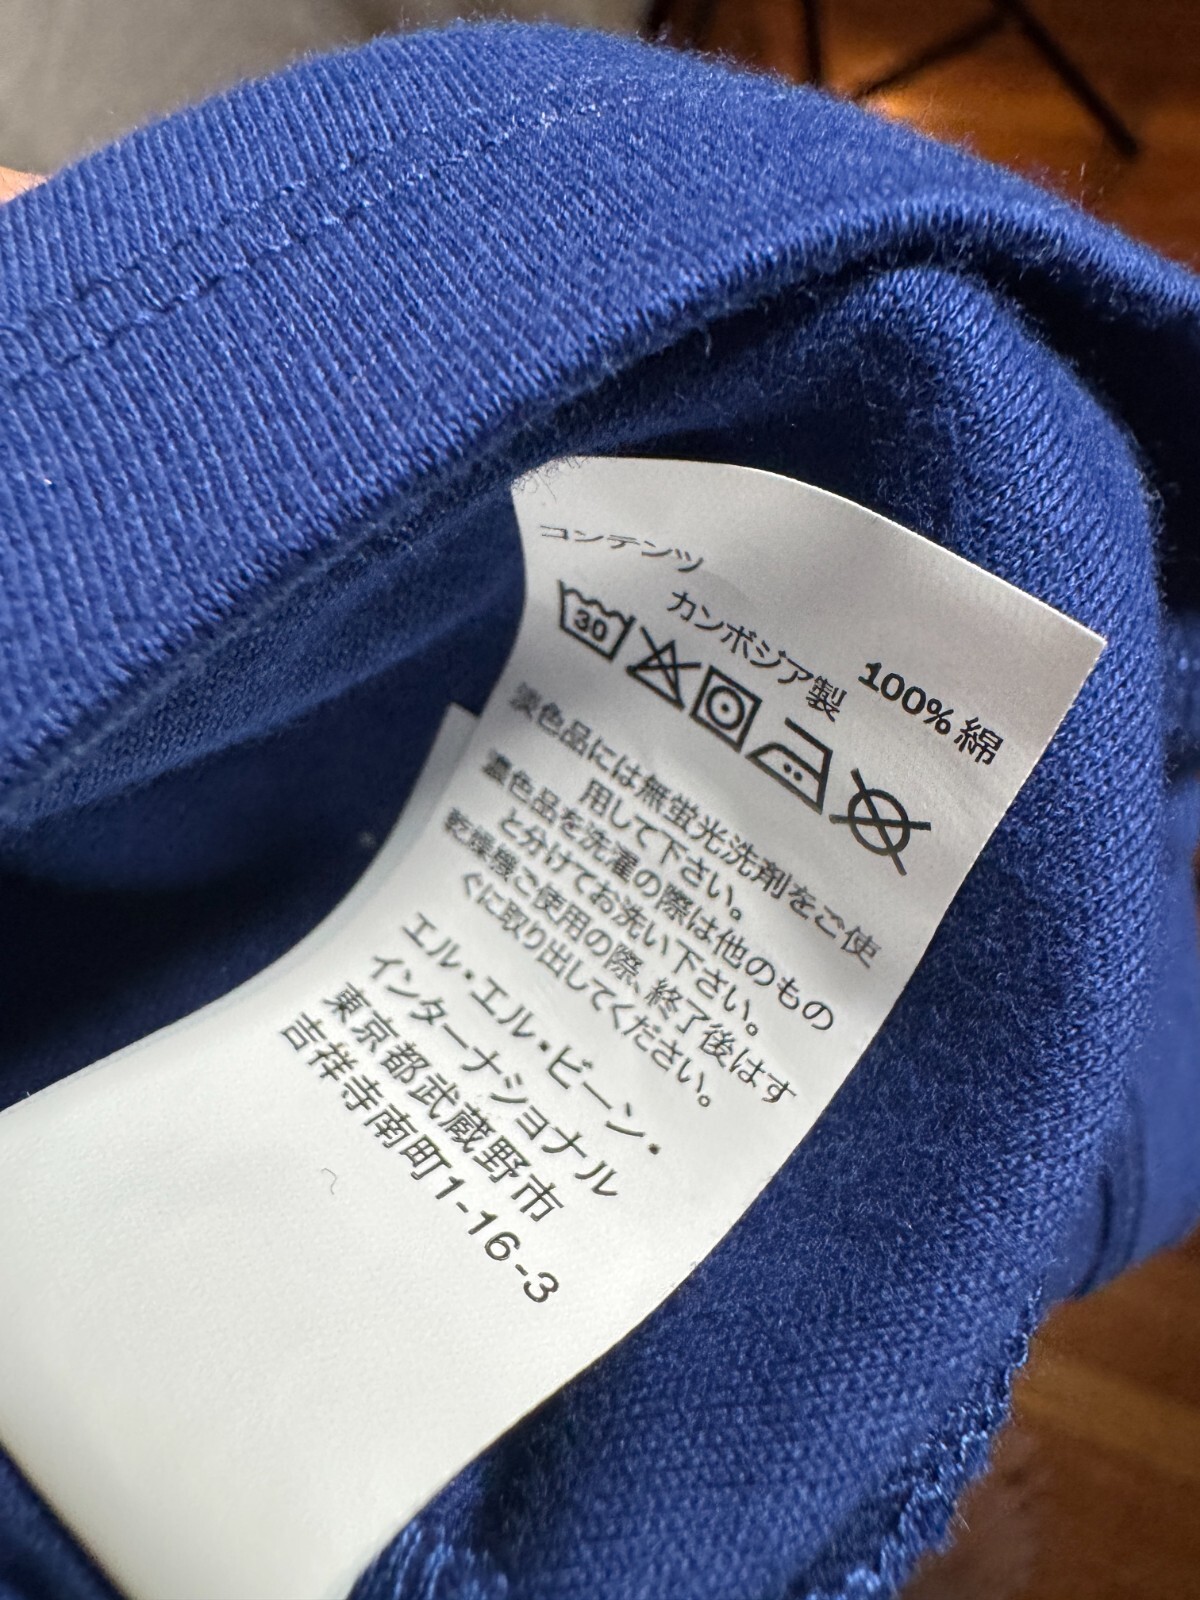 コンテンツ
100% 綿
カンボジア製
30
淡色品には無蛍光洗剤をご使
用して下さい。
濃色品を洗濯の際は他のもの
と分けてお洗い下さい。
乾燥機ご使用の際、終了後はす
ぐに取り出してください。
エル・エル・ビーン・
インターナショナル
東京都武蔵野市
吉祥寺南町1-16-3